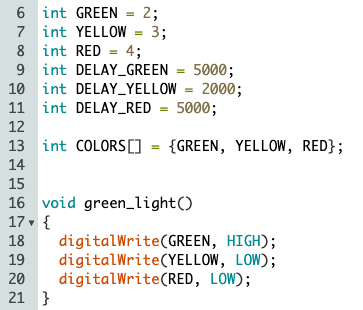 6 int GREEN = 2;
7 int YELLOW = 3;
8 int RED = 4;
9 int DELAY_GREEN = 5000;
10 int DELAY_YELLOW = 2000;
11 int DELAY_RED = 5000;
12
13 int COLORS[] = {GREEN, YELLOW, RED};
14
15
16 void green_light()
17 {
18   digitalWrite(GREEN, HIGH);
19   digitalWrite(YELLOW, LOW);
20   digitalWrite(RED, LOW);
21 }